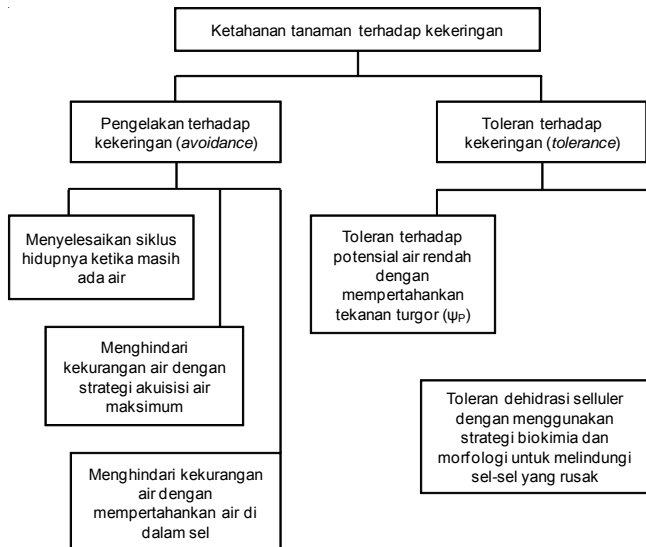 Ketahanan tanaman terhadap kekeringan
Pengelakan terhadap
kekeringan (avoidance)
Toleran terhadap
kekeringan (tolerance)
Menyelesaikan siklus
hidupnya ketika masih
ada air
Menghindari
kekurangan air dengan
strategi akuisisi air
maksimum
Menghindari kekurangan
air dengan
mempertahankan air di
dalam sel
Toleran terhadap
potensial air rendah
dengan
mempertahankan
tekanan turgor (ψP)
Toleran dehidrasi selluler
dengan menggunakan
strategi biokimia dan
morfologi untuk melindungi
sel-sel yang rusak